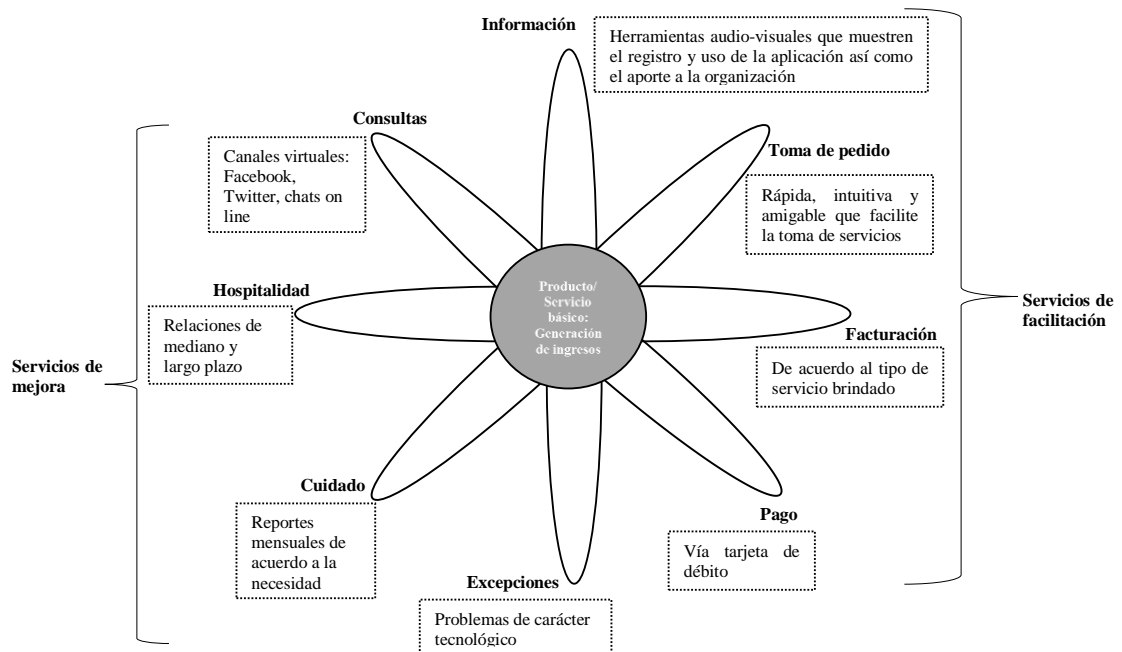 Información
Herramientas audio-visuales que muestren
el registro y uso de la aplicación así como
el aporte a la organización
Consultas
Canales virtuales:
Facebook,
Twitter, chats on
line
Toma de pedido
Rápida, intuitiva y
amigable que facilite
la toma de servicios
Hospitalidad
Relaciones de
mediano y
largo plazo
Producto/
Servicio
básico:
Generación
de ingresos
Servicios de
facilitación
Facturación
De acuerdo al tipo de
servicio brindado
Servicios de
mejora
Cuidado
Reportes
mensuales de
acuerdo a la
necesidad
Pago
Vía tarjeta de
débito
Excepciones
Problemas de carácter
tecnológico